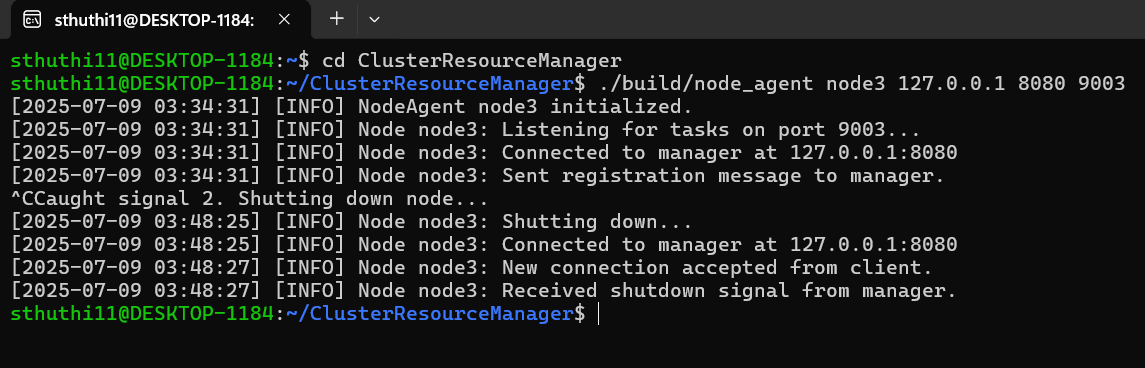 sthuthi11@DESKTOP-1184:
sthuthi11@DESKTOP-1184:~$ cd ClusterResourceManager
sthuthi11@DESKTOP-1184:~/ClusterResourceManager$ ./build/node_agent node3 127.0.0.1 8080 9003
[2025-07-09 03:34:31] [INFO] NodeAgent node3 initialized.
[2025-07-09 03:34:31] [INFO] Node node3: Listening for tasks on port 9003...
[2025-07-09 03:34:31] [INFO] Node node3: Connected to manager at 127.0.0.1:8080
[2025-07-09 03:34:31] [INFO] Node node3: Sent registration message to manager.
^CCaught signal 2. Shutting down node...
[2025-07-09 03:48:25] [INFO] Node node3: Shutting down...
[2025-07-09 03:48:25] [INFO] Node node3: Connected to manager at 127.0.0.1:8080
[2025-07-09 03:48:27] [INFO] Node node3: New connection accepted from client.
[2025-07-09 03:48:27] [INFO] Node node3: Received shutdown signal from manager.
sthuthi11@DESKTOP-1184:~/ClusterResourceManager$